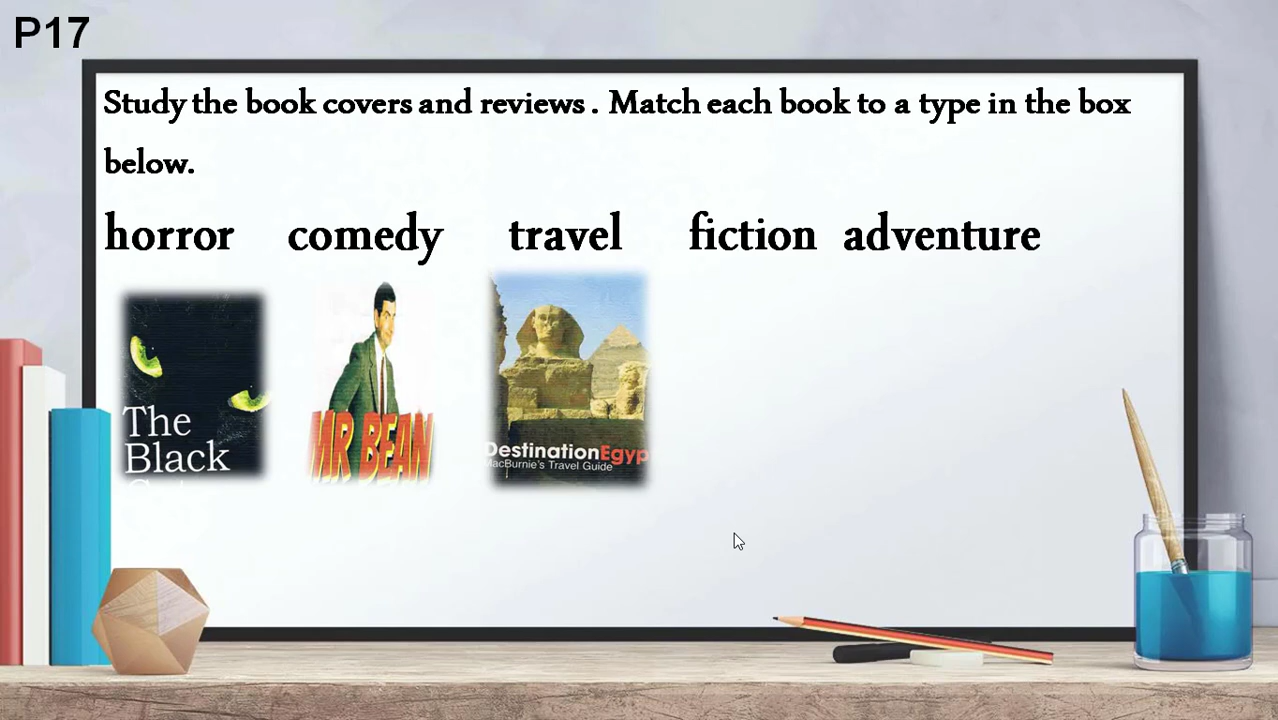 P17
Study the book covers and reviews . Match each book to a type in the box
below.
horror comedy travel fiction adventure
The
Black
MR BEAN
DestinationEgyp
MacBurnie's Travel Guide